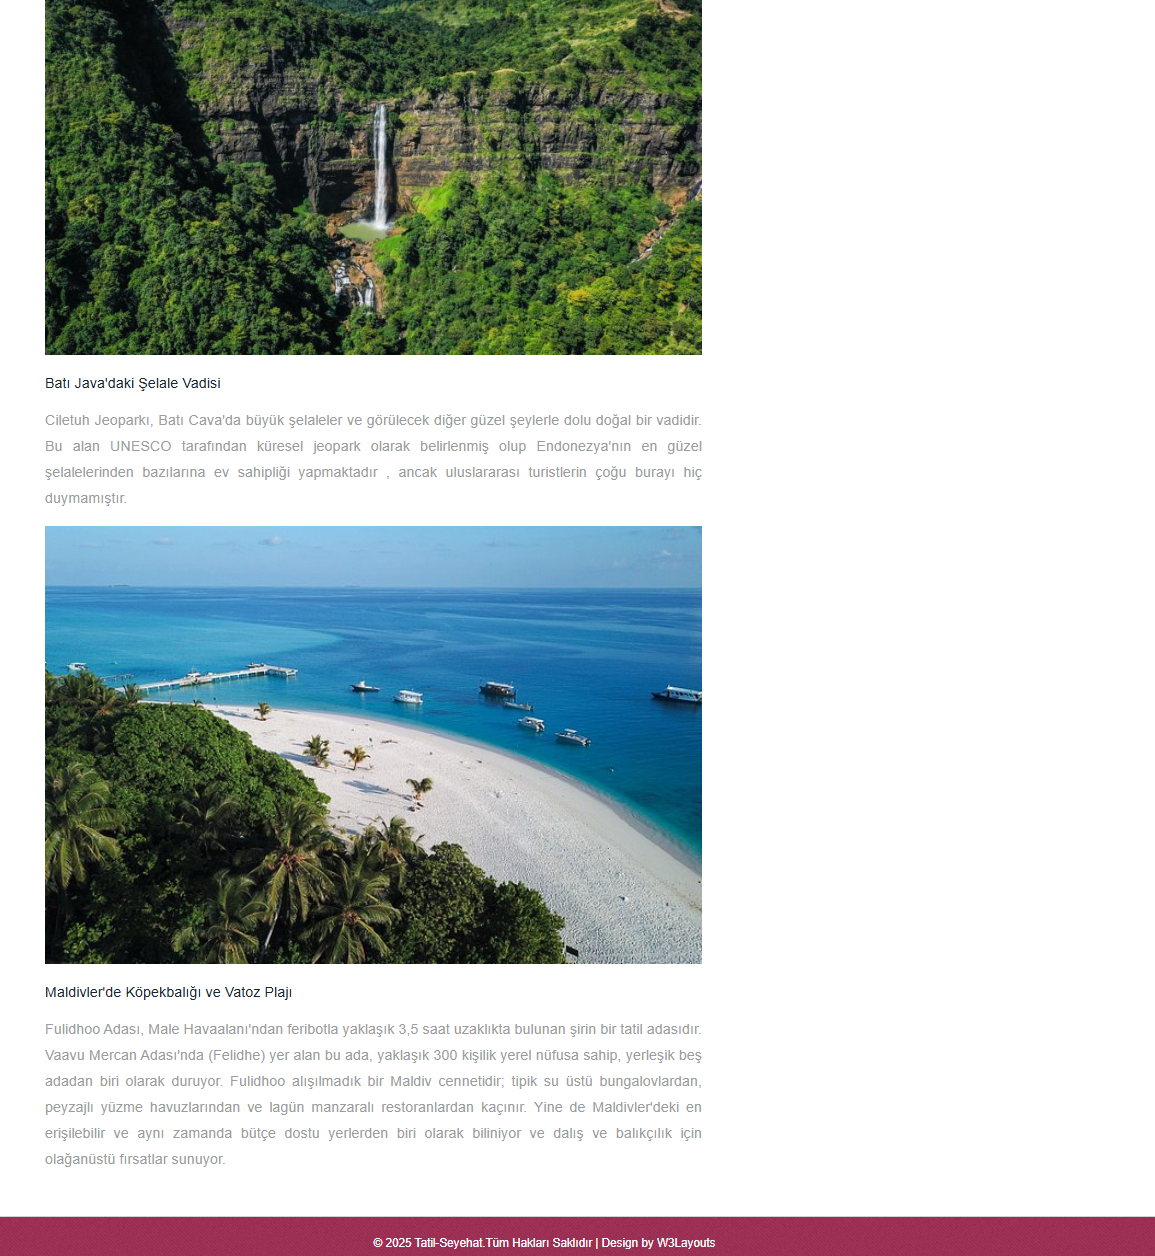 Batı Java'daki Şelale Vadisi
Ciletuh Jeoparkı, Batı Cava'da büyük şelaleler ve görülecek diğer güzel şeylerle dolu doğal bir vadidir.
Bu alan UNESCO tarafından küresel jeopark olarak belirlenmiş olup Endonezya'nın en güzel
şelalelerinden bazılarına ev sahipliği yapmaktadır , ancak uluslararası turistlerin çoğu burayı hiç
duymamıştır.
Maldivler'de Köpekbalığı ve Vatoz Plajı
Fulidhoo Adası, Male Havaalanı'ndan feribotla yaklaşık 3,5 saat uzaklıkta bulunan şirin bir tatil adasıdır.
Vaavu Mercan Adası'nda (Felidhe) yer alan bu ada, yaklaşık 300 kişilik yerel nüfusa sahip, yerleşik beş
adadan biri olarak duruyor. Fulidhoo alışılmadık bir Maldiv cennetidir; tipik su üstü bungalovlardan,
peyzajlı yüzme havuzlarından ve lagün manzaralı restoranlardan kaçınır. Yine de Maldivler'deki en
erişilebilir ve aynı zamanda bütçe dostu yerlerden biri olarak biliniyor ve dalış ve balıkçılık için
olağanüstü fırsatlar sunuyor.
© 2025 Tatil-Seyehat.Tüm Hakları Saklıdır | Design by W3Layouts